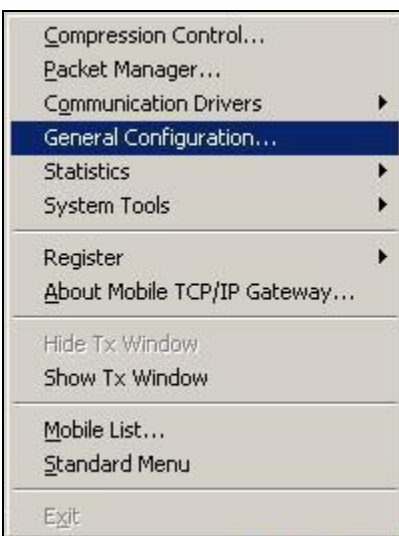 Compression Control...
Packet Manager...
Communication Drivers
General Configuration...
Statistics
System Tools
Register
About Mobile TCP/IP Gateway...
Hide Tx Window
Show Tx Window
Mobile List...
Standard Menu
Exit